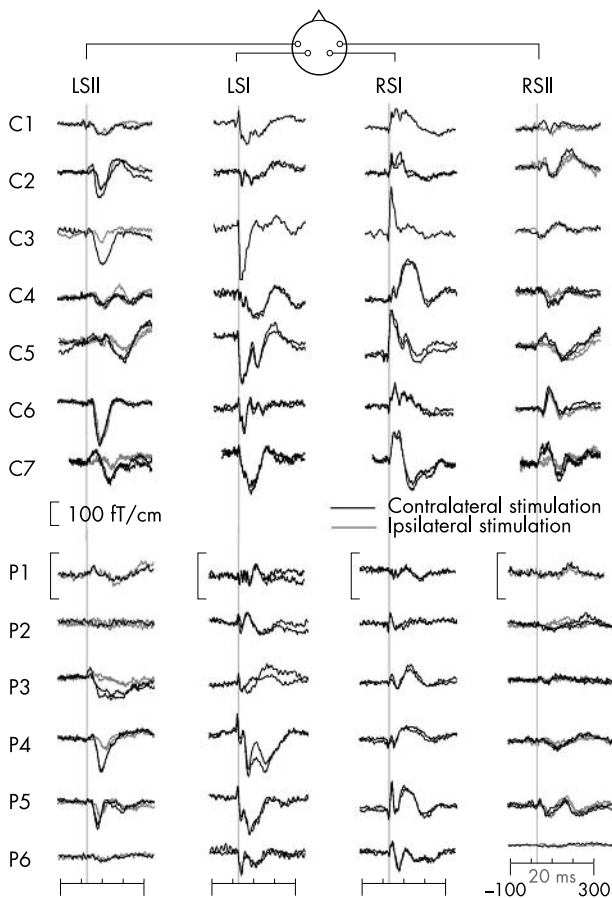 LSII LSI RSI RSII
C1
C2
C3
C4
C5
C6
C7
100 fT/cm
Contralateral stimulation
Ipsilateral stimulation
P1
P2
P3
P4
P5
P6
20 ms
–100 300